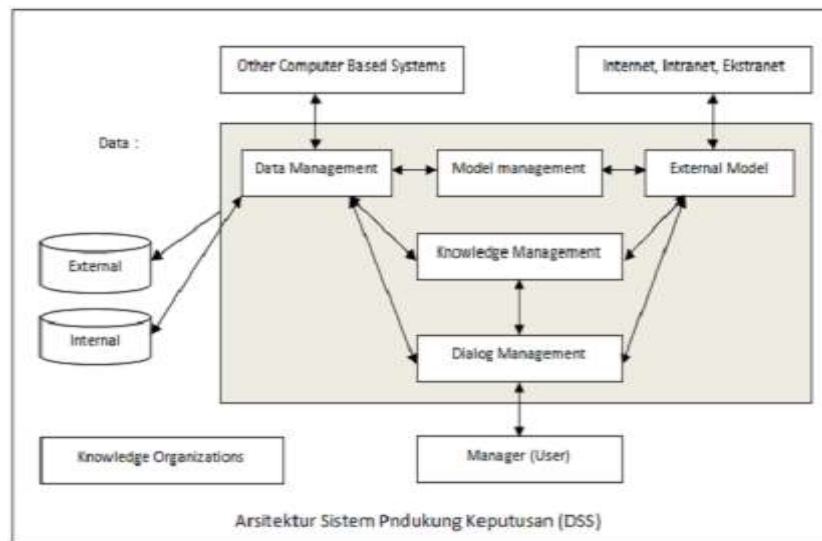 Other Computer Based Systems
Internet, Intranet, Ekstranet
Data :
Data Management
Model management
External Model
External
Knowledge Management
Internal
Dialog Management
Knowledge Organizations
Manager (User)
Arsitektur Sistem Pndukung Keputusan (DSS)